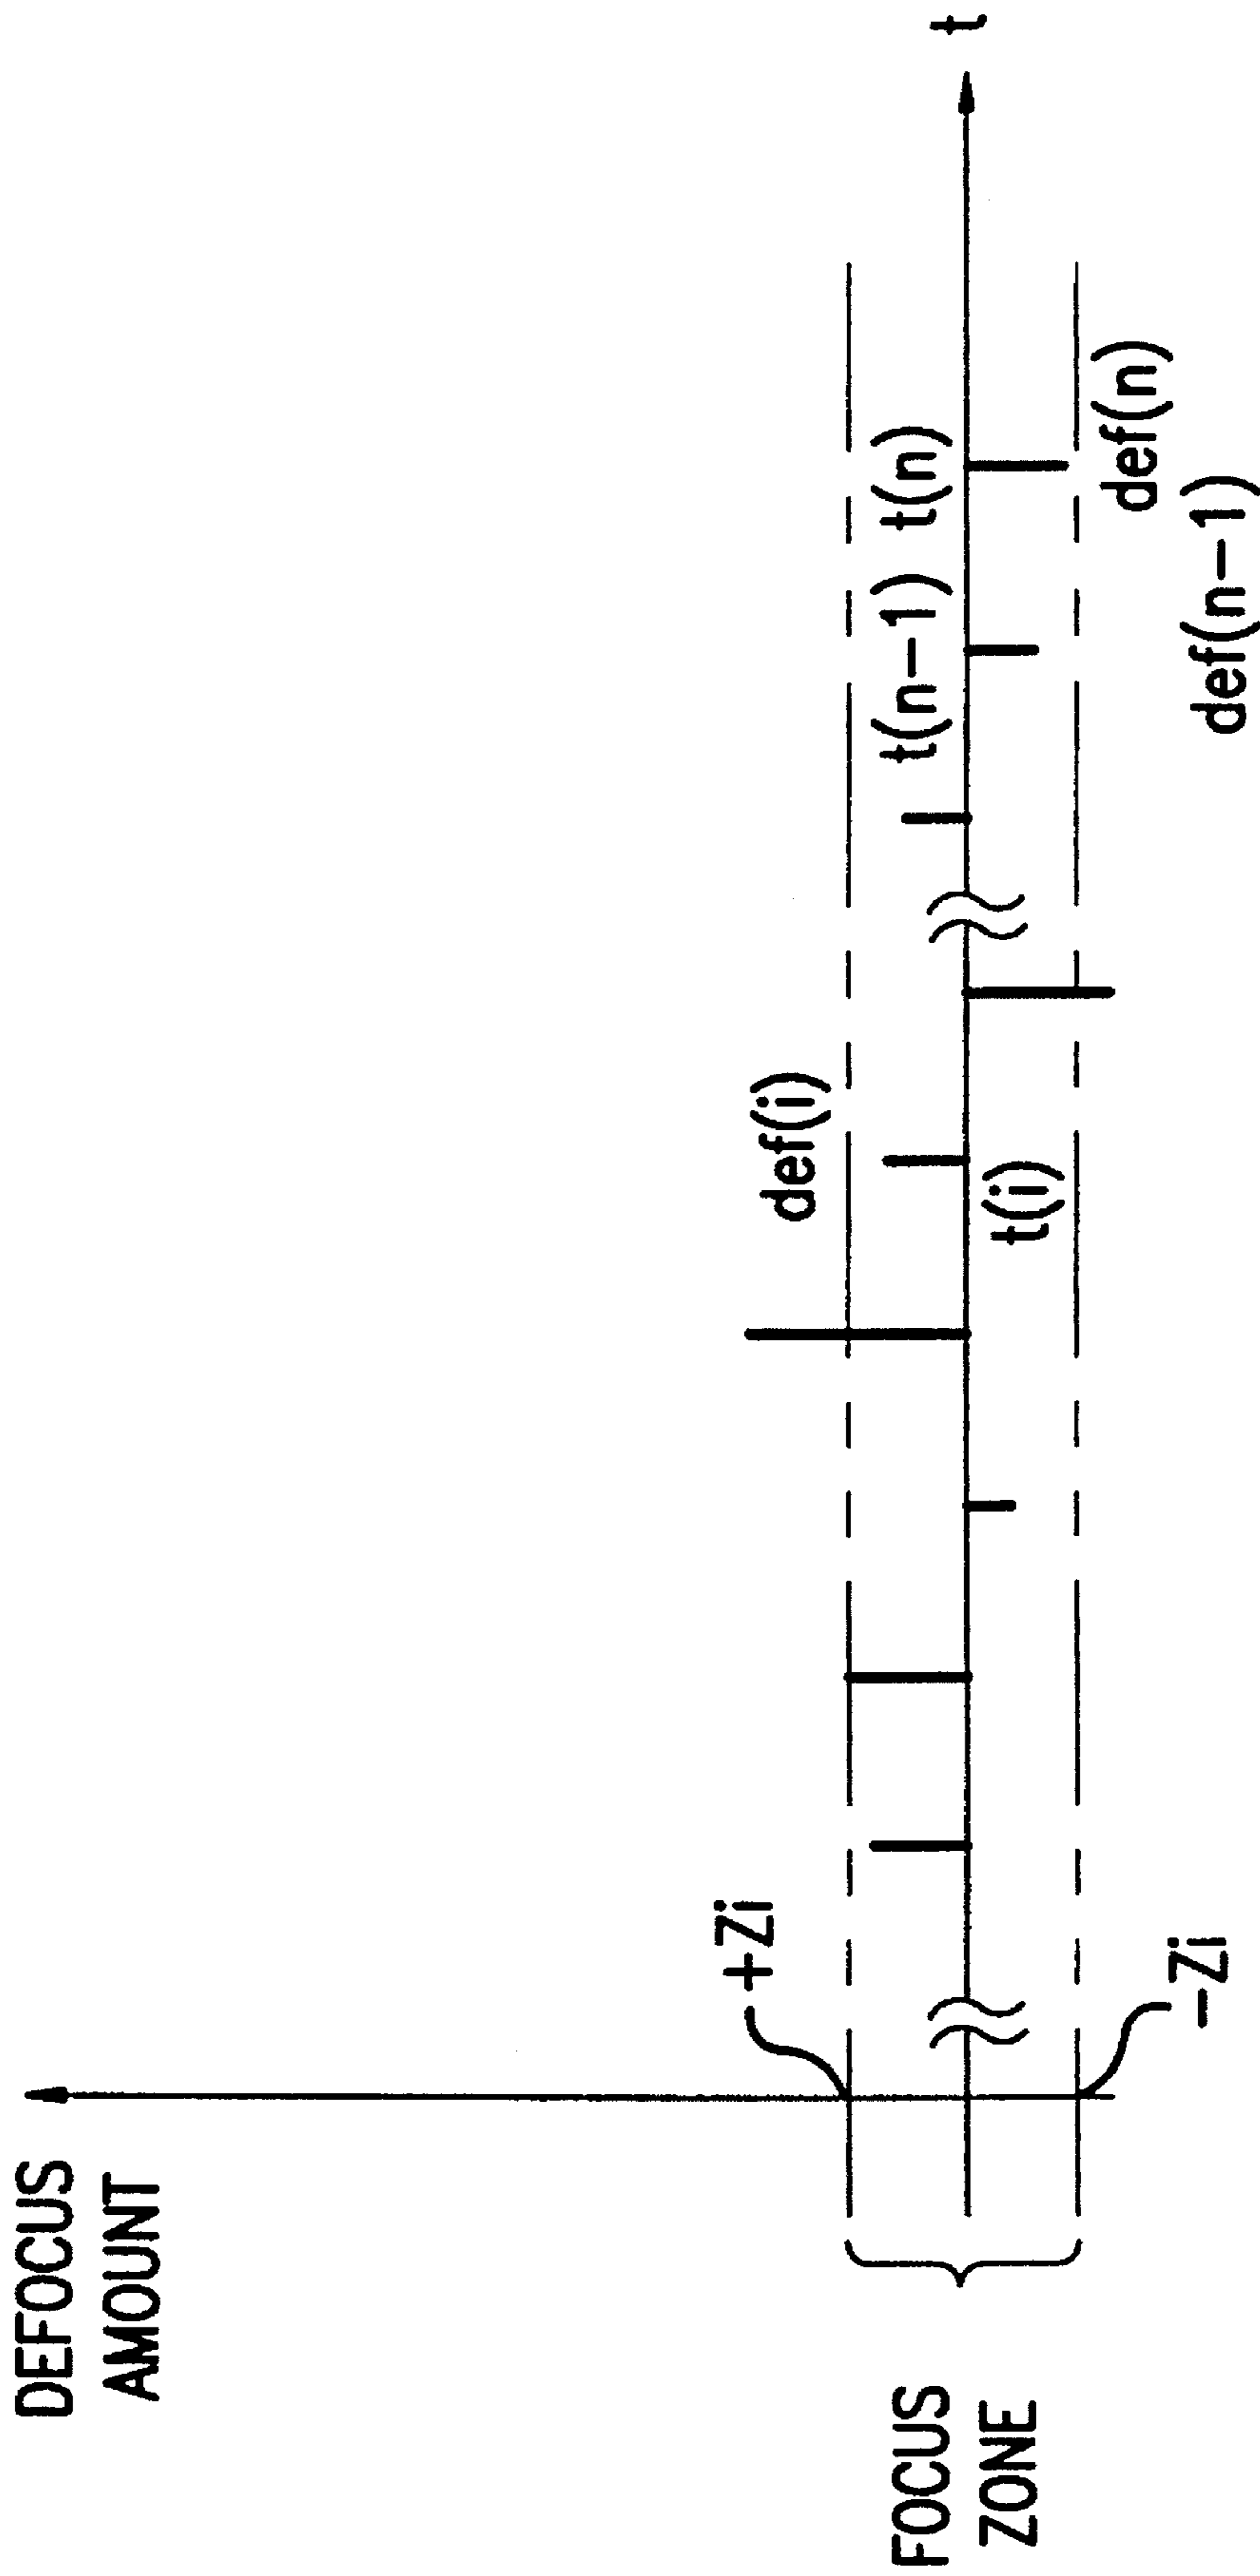 DEFOCUS
AMOUNT
+Zi
def(i)
t(n-1)
t(n)
t
FOCUS
ZONE
t(i)
-Zi
def(n)
def(n-1)